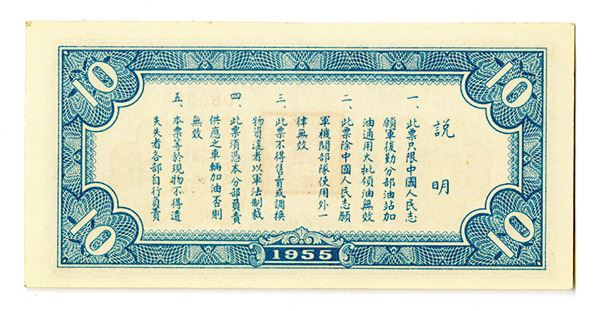 10
10
說明
一、此票只限中國人民志
願軍後勤分部油站加
油通用大批領油無效
二、此票除中國人民志願
軍機關部隊使用外一
律無效
三、此票不得售賣或調換
物資違者以軍法制裁
四、此票須憑本分部負責
供應之車輛加油否則
無效
五、本票等於現物不得遺
失失者各部自行負責
10
10
1955